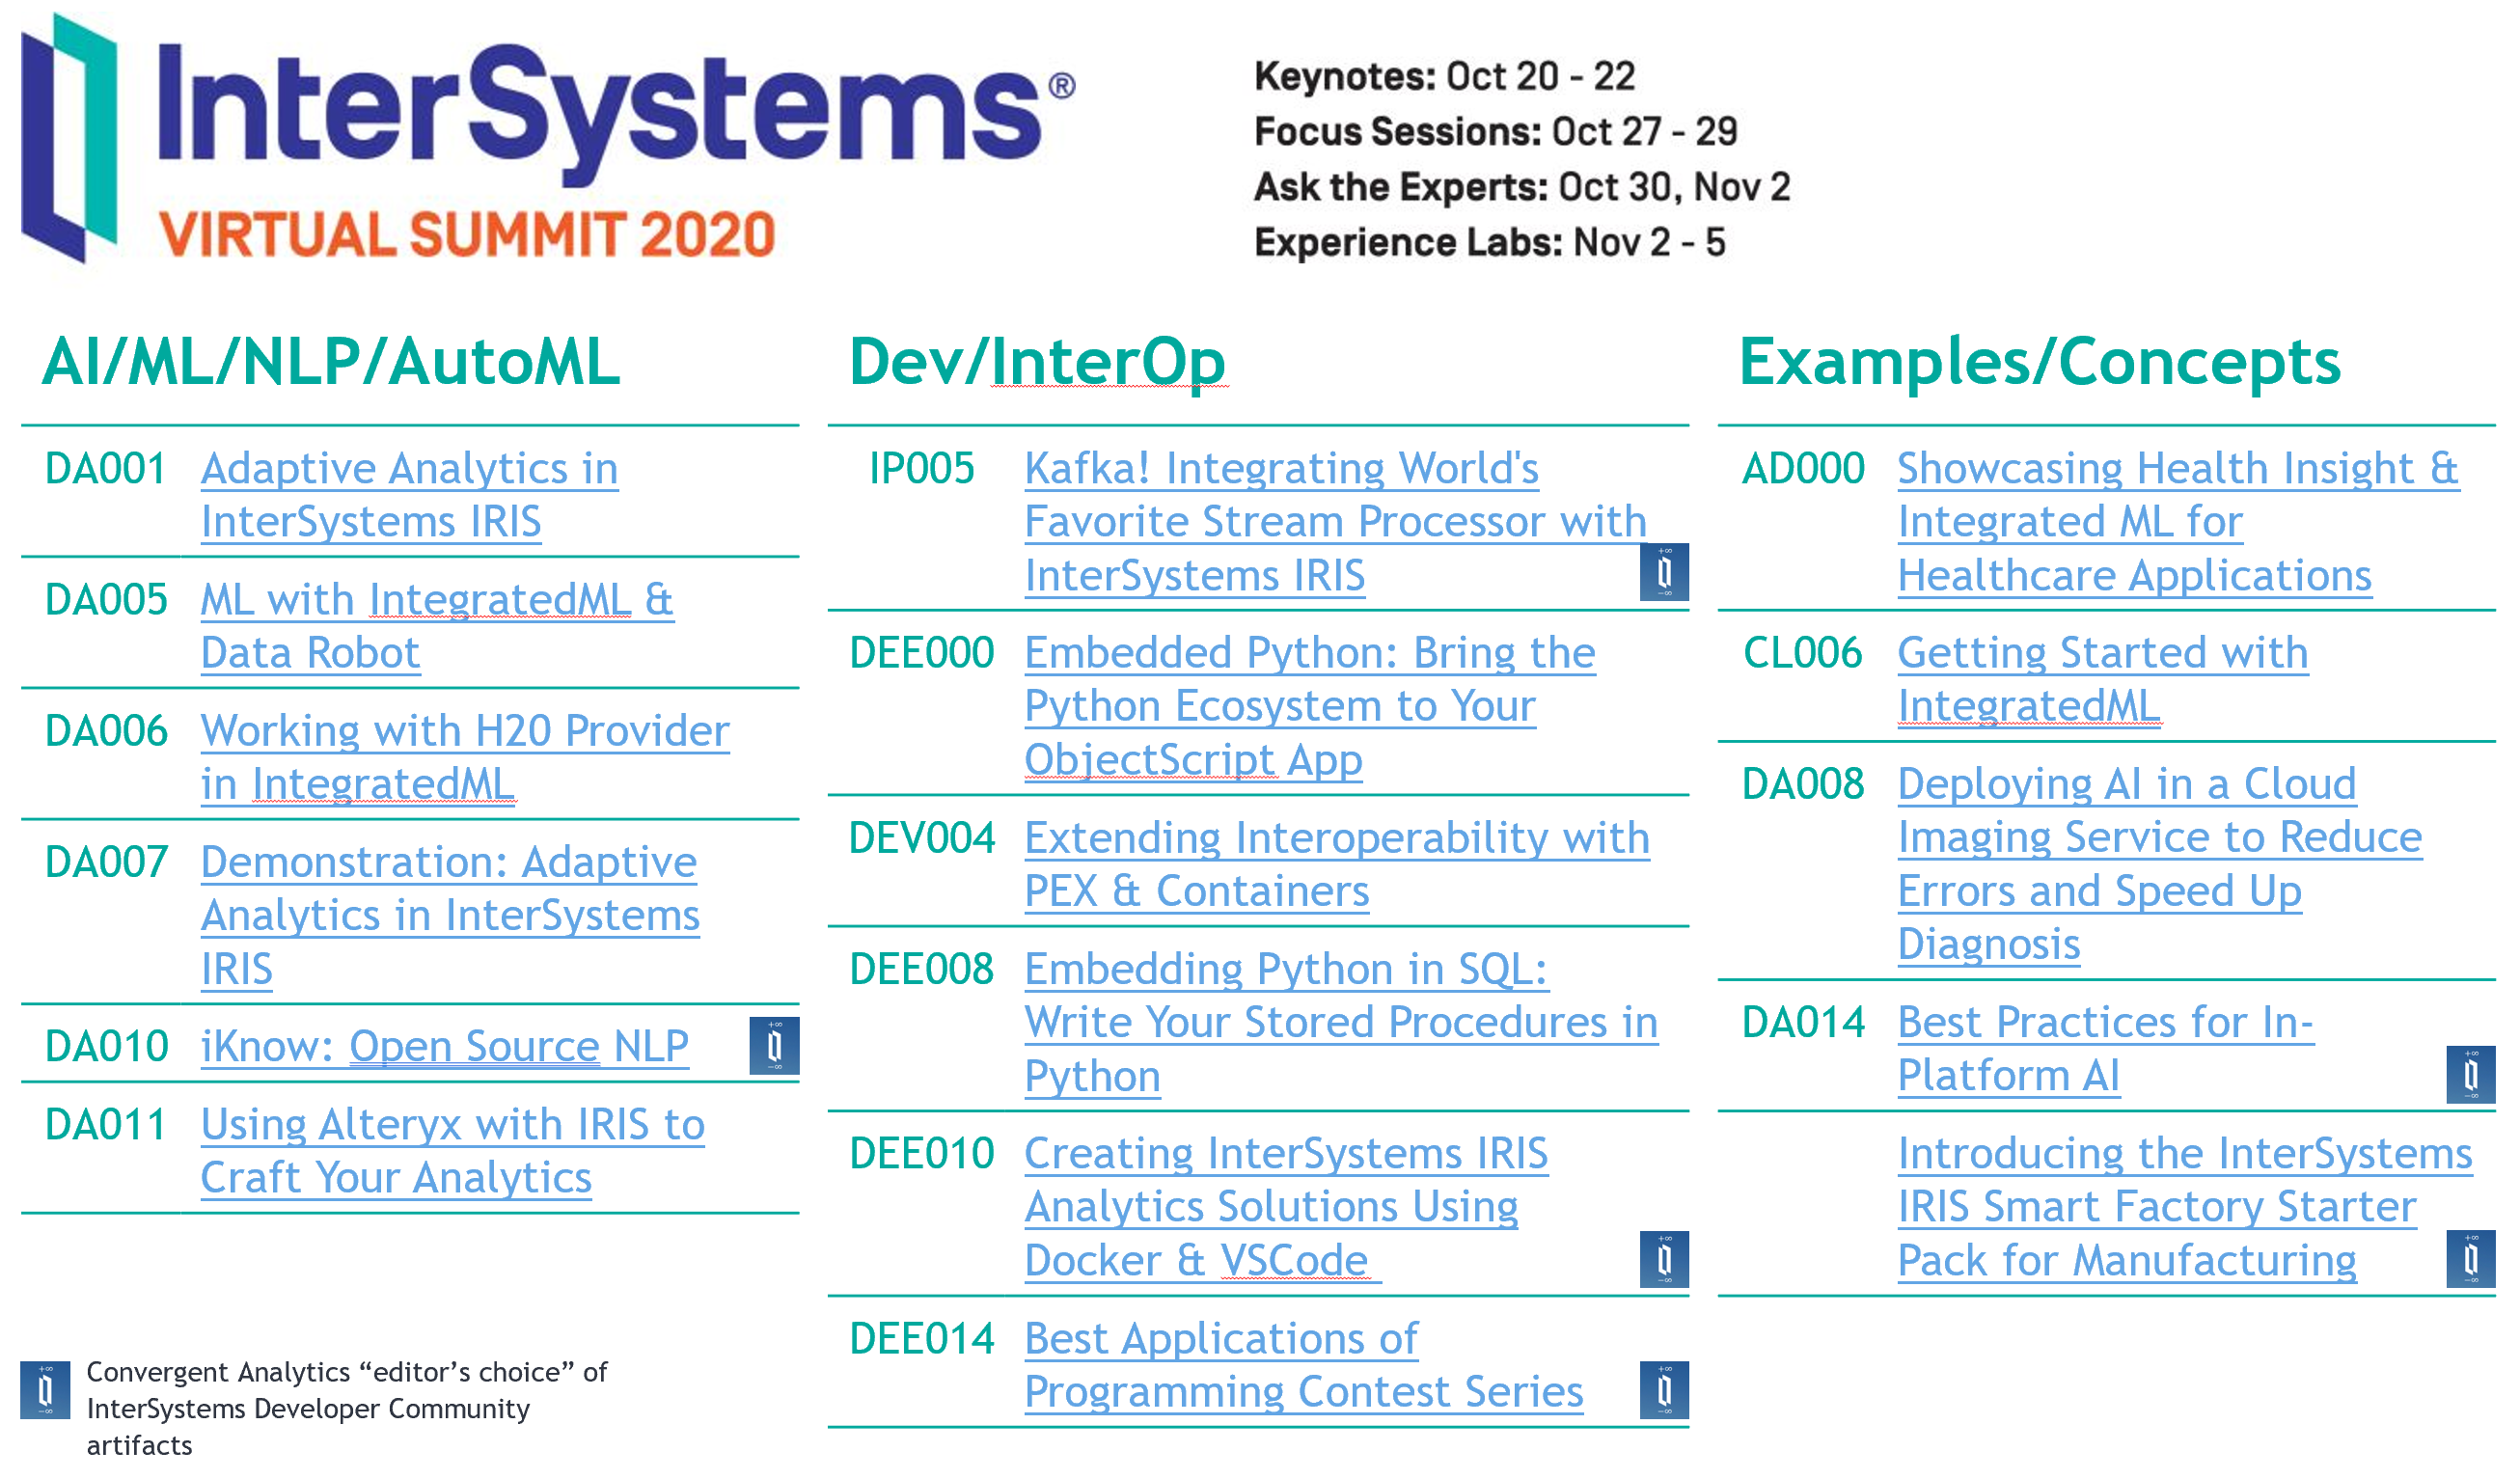 InterSystems®
VIRTUAL SUMMIT 2020
Keynotes: Oct 20 - 22
Focus Sessions: Oct 27 - 29
Ask the Experts: Oct 30, Nov 2
Experience Labs: Nov 2 - 5
AI/ML/NLP/AutoML
DA001 Adaptive Analytics in
InterSystems IRIS
DA005 ML with IntegratedML &
Data Robot
DA006 Working with H20 Provider
in IntegratedML
DA007 Demonstration: Adaptive
Analytics in InterSystems
IRIS
DA010 iKnow: Open Source NLP
DA011 Using Alteryx with IRIS to
Craft Your Analytics
Convergent Analytics “editor’s choice” of
InterSystems Developer Community
artifacts
Dev/InterOp
IP005 Kafka! Integrating World's
Favorite Stream Processor with
InterSystems IRIS
DEE000 Embedded Python: Bring the
Python Ecosystem to Your
ObjectScript App
DEV004 Extending Interoperability with
PEX & Containers
DEE008 Embedding Python in SQL:
Write Your Stored Procedures in
Python
DEE010 Creating InterSystems IRIS
Analytics Solutions Using
Docker & VSCode
DEE014 Best Applications of
Programming Contest Series
Examples/Concepts
AD000 Showcasing Health Insight &
Integrated ML for
Healthcare Applications
CL006 Getting Started with
IntegratedML
DA008 Deploying AI in a Cloud
Imaging Service to Reduce
Errors and Speed Up
Diagnosis
DA014 Best Practices for In-
Platform AI
Introducing the InterSystems
IRIS Smart Factory Starter
Pack for Manufacturing